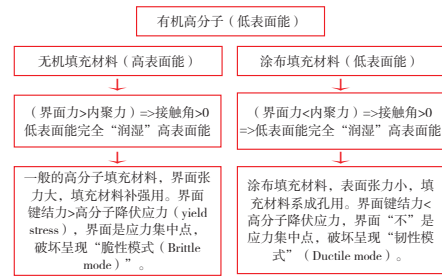 有机高分子（低表面能）
无机填充材料（高表面能）
涂布填充材料（低表面能）
（界面力>内聚力）=>接触角>0
低表面能完全“润湿”高表面能
（界面力<内聚力）=>接触角>0
=>低表面能完全“润湿”高表面能
一般的高分子填充材料，界面张
力大，填充材料补强用。界面
键结力>高分子降伏应力（yield
stress），界面是应力集中点，
破坏呈现“脆性模式（Brittle
mode）”。
涂布填充材料，表面张力小，填
充材料系成孔用。界面键结力<
高分子降伏应力，界面“不”是
应力集中点，破坏呈现“韧性模
式”（Ductile mode）。